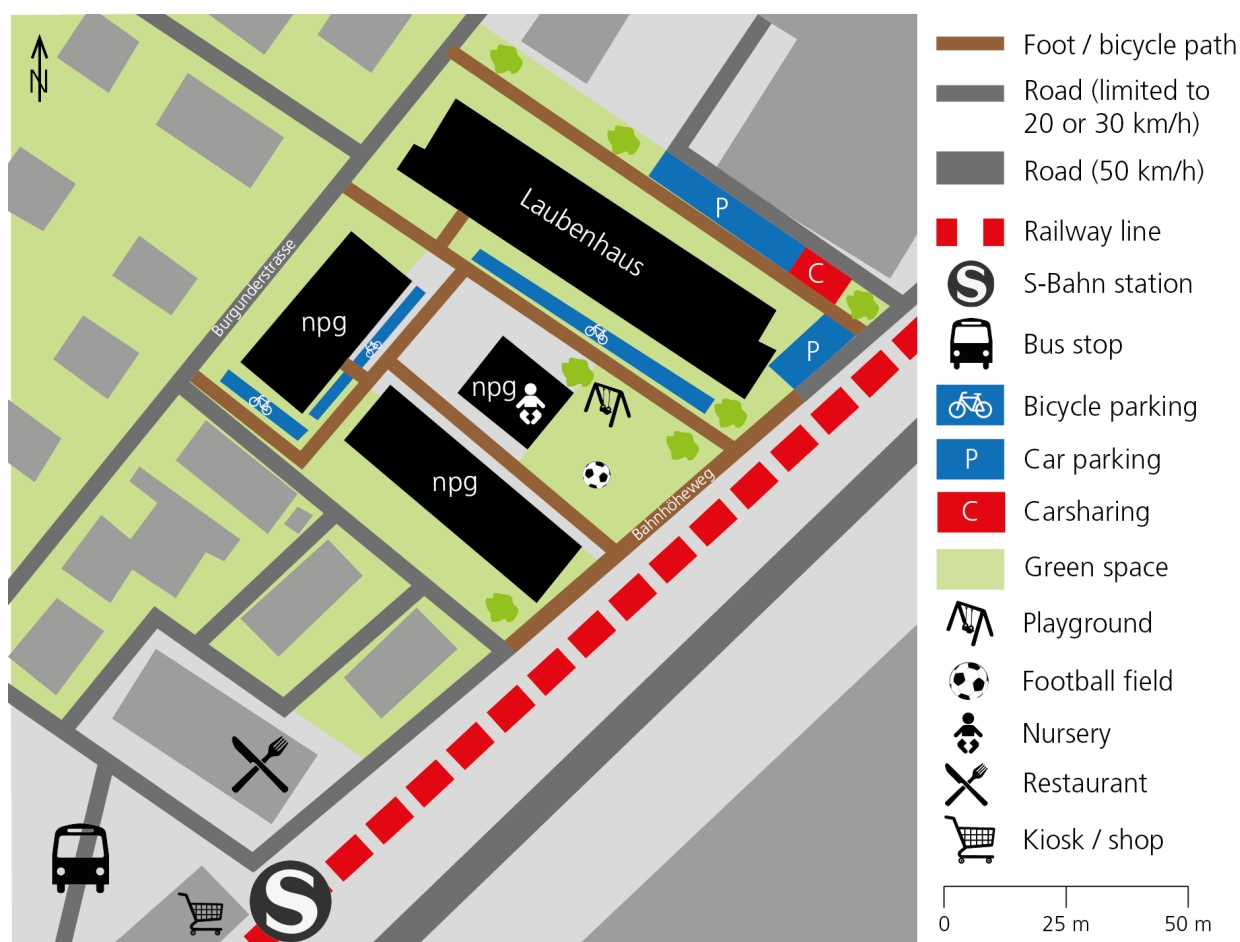 N
Laubenhaus
P
C
P
Burgunderstrasse
npg
npg
npg
Bahnhöheweg
S
Foot / bicycle path
Road (limited to
20 or 30 km/h)
Road (50 km/h)
Railway line
S
S-Bahn station
Bus stop
Bicycle parking
P
Car parking
C
Carsharing
Green space
Playground
Football field
Nursery
Restaurant
Kiosk / shop
0
25 m
50 m